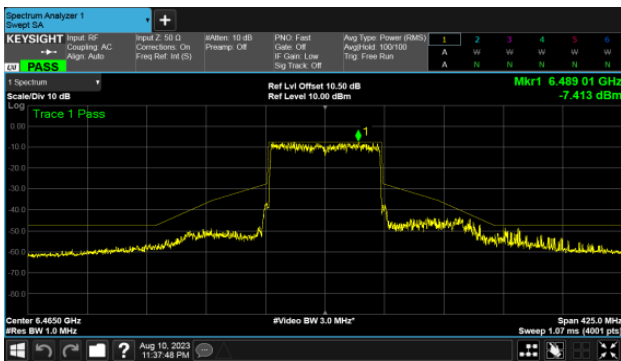 Spectrum Analyzer 1
Swept SA
+
KEYSIGHT Input: RF Input Z: 50 Ω #Atten: 10 dB PNO: Fast Avg Type: Power (RMS) 1 2 3 4 5 6
Coupling: AC Corrections: On Preamp: Off Gate: Off Avg|Hold: 100/100 A W W W W W
Align: Auto Freq Ref: Int (S) IF Gain: Low Trig: Free Run
LXI PASS Sig Track: Off A N N N N N
1 Spectrum Ref Lvl Offset 10.50 dB Mkr1 6.489 01 GHz
Scale/Div 10 dB Ref Level 10.00 dBm -7.413 dBm
Log
Trace 1 Pass
0.00
1
-10.0
-20.0
-30.0
-40.0
-50.0
-60.0
-70.0
-80.0
Center 6.4650 GHz #Video BW 3.0 MHz* Span 425.0 MHz
#Res BW 1.0 MHz Sweep 1.07 ms (4001 pts)
? Aug 10, 2023
11:37:48 PM